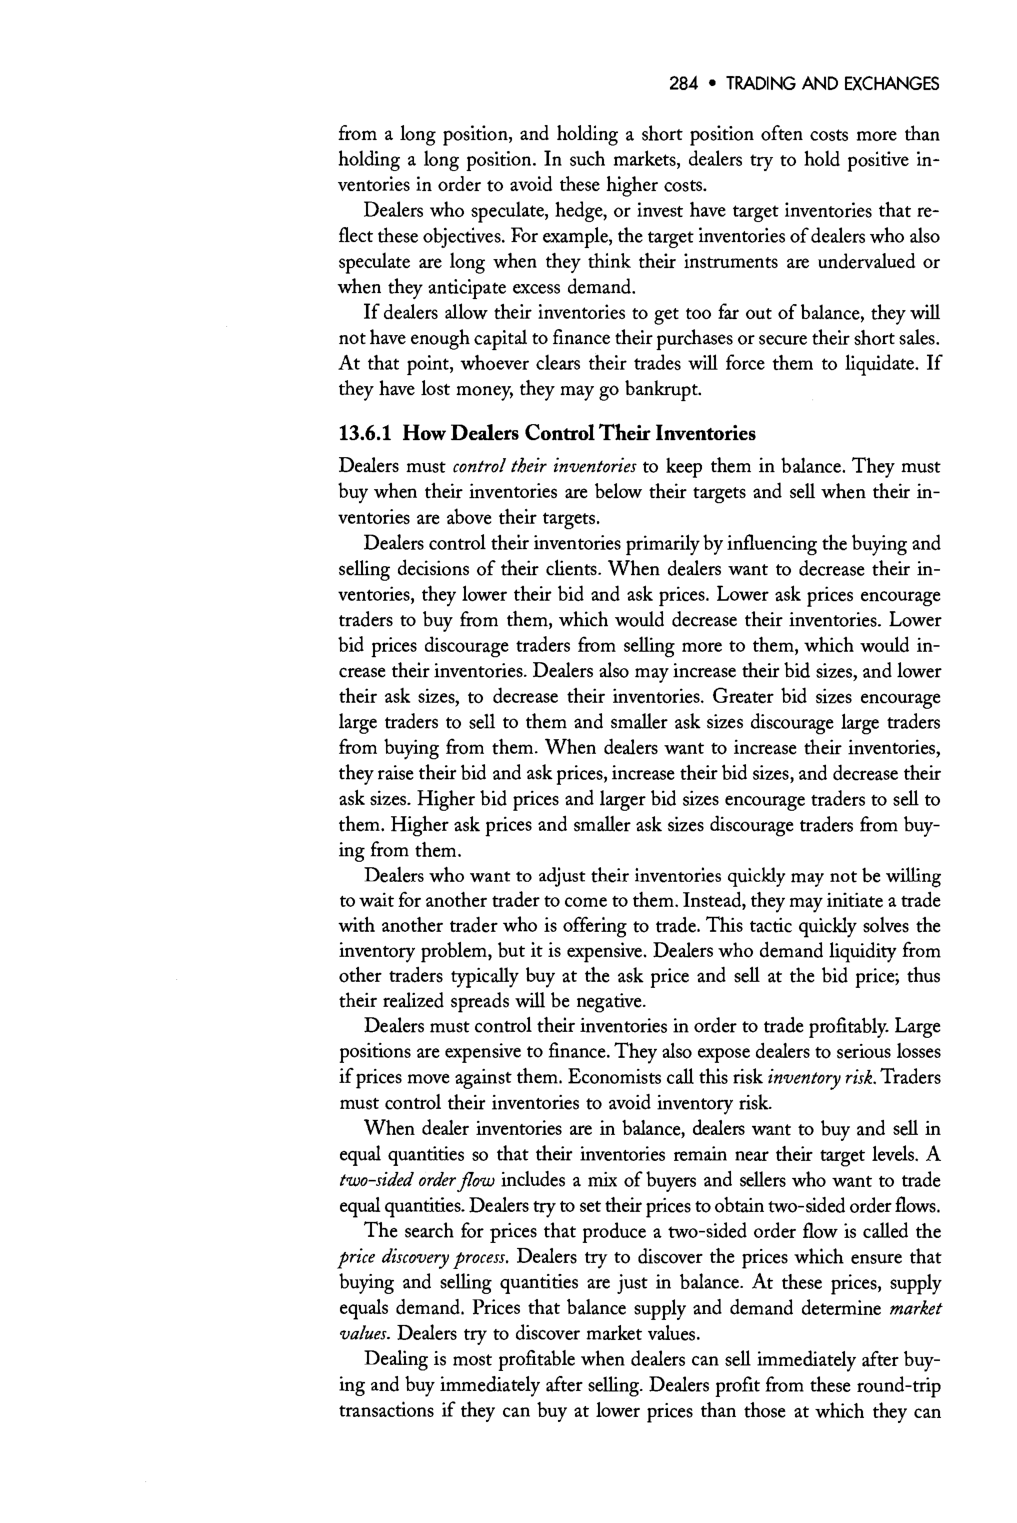 284 • TRADING AND EXCHANGES
from a long position, and holding a short position often costs more than
holding a long position. In such markets, dealers try to hold positive in-
ventories in order to avoid these higher costs.
Dealers who speculate, hedge, or invest have target inventories that re-
flect these objectives. For example, the target inventories of dealers who also
speculate are long when they think their instruments are undervalued or
when they anticipate excess demand.
If dealers allow their inventories to get too far out of balance, they will
not have enough capital to finance their purchases or secure their short sales.
At that point, whoever clears their trades will force them to liquidate. If
they have lost money, they may go bankrupt.
13.6.1 How Dealers Control Their Inventories
Dealers must control their inventories to keep them in balance. They must
buy when their inventories are below their targets and sell when their in-
ventories are above their targets.
Dealers control their inventories primarily by influencing the buying and
selling decisions of their clients. When dealers want to decrease their in-
ventories, they lower their bid and ask prices. Lower ask prices encourage
traders to buy from them, which would decrease their inventories. Lower
bid prices discourage traders from selling more to them, which would in-
crease their inventories. Dealers also may increase their bid sizes, and lower
their ask sizes, to decrease their inventories. Greater bid sizes encourage
large traders to sell to them and smaller ask sizes discourage large traders
from buying from them. When dealers want to increase their inventories,
they raise their bid and ask prices, increase their bid sizes, and decrease their
ask sizes. Higher bid prices and larger bid sizes encourage traders to sell to
them. Higher ask prices and smaller ask sizes discourage traders from buy-
ing from them.
Dealers who want to adjust their inventories quickly may not be willing
to wait for another trader to come to them. Instead, they may initiate a trade
with another trader who is offering to trade. This tactic quickly solves the
inventory problem, but it is expensive. Dealers who demand liquidity from
other traders typically buy at the ask price and sell at the bid price; thus
their realized spreads will be negative.
Dealers must control their inventories in order to trade profitably. Large
positions are expensive to finance. They also expose dealers to serious losses
if prices move against them. Economists call this risk inventory risk. Traders
must control their inventories to avoid inventory risk.
When dealer inventories are in balance, dealers want to buy and sell in
equal quantities so that their inventories remain near their target levels. A
two-sided order flow includes a mix of buyers and sellers who want to trade
equal quantities. Dealers try to set their prices to obtain two-sided order flows.
The search for prices that produce a two-sided order flow is called the
price discovery process. Dealers try to discover the prices which ensure that
buying and selling quantities are just in balance. At these prices, supply
equals demand. Prices that balance supply and demand determine market
values. Dealers try to discover market values.
Dealing is most profitable when dealers can sell immediately after buy-
ing and buy immediately after selling. Dealers profit from these round-trip
transactions if they can buy at lower prices than those at which they can